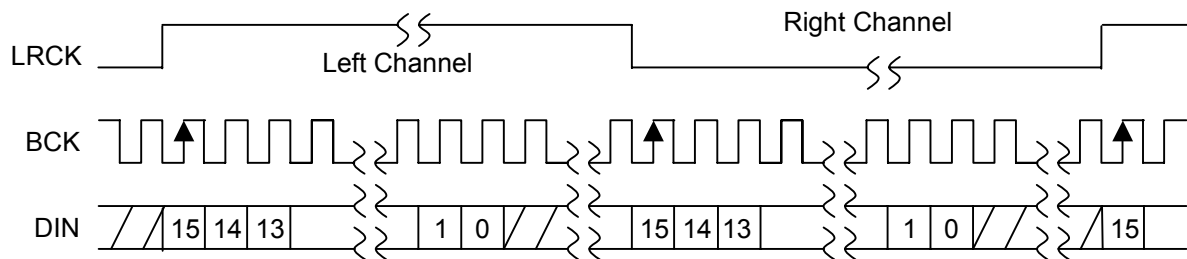 LRCK
Left Channel
Right Channel
BCK
DIN
15 14 13 1 0 15 14 13 1 0 15